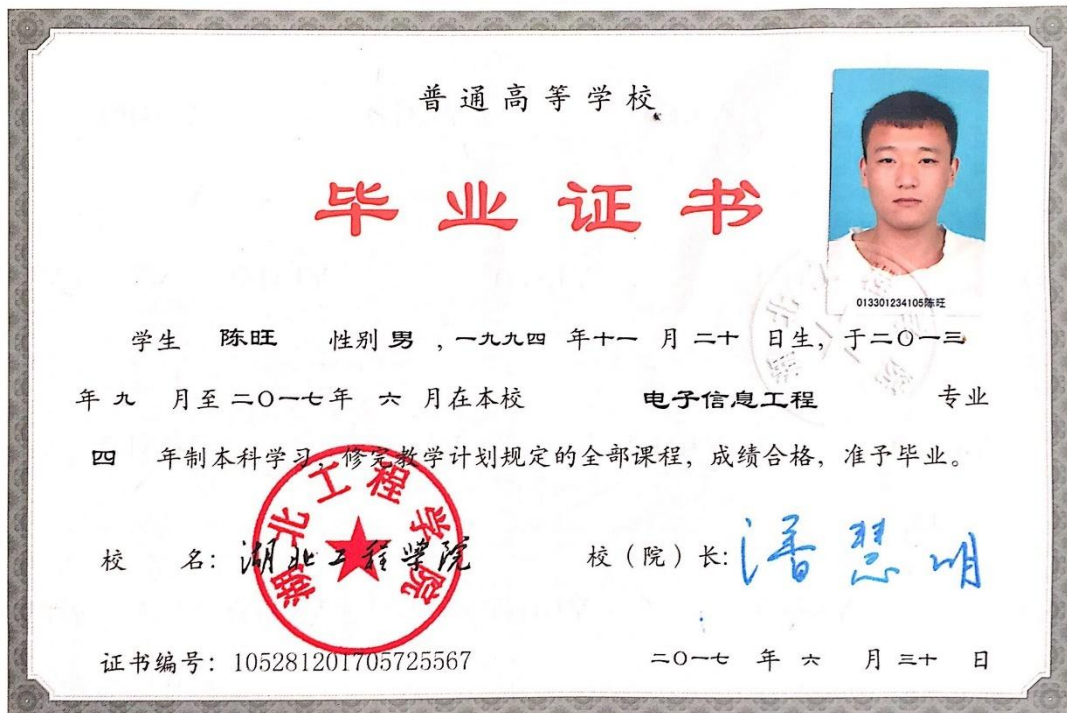 普通高等学校
毕业证书
013301234105陈旺
学生 陈旺 性别 男 ，一九九四 年十一 月 二十 日生，于二〇一三
年 九 月至 二〇一七年 六 月在本校 电子信息工程 专业
四 年制本科学习，修完教学计划规定的全部课程，成绩合格，准予毕业。
湖北工程学院
校 名：湖北工程学院 校（院）长：潘慧明
证书编号：105281201705725567 二〇一七 年 六 月 三十 日